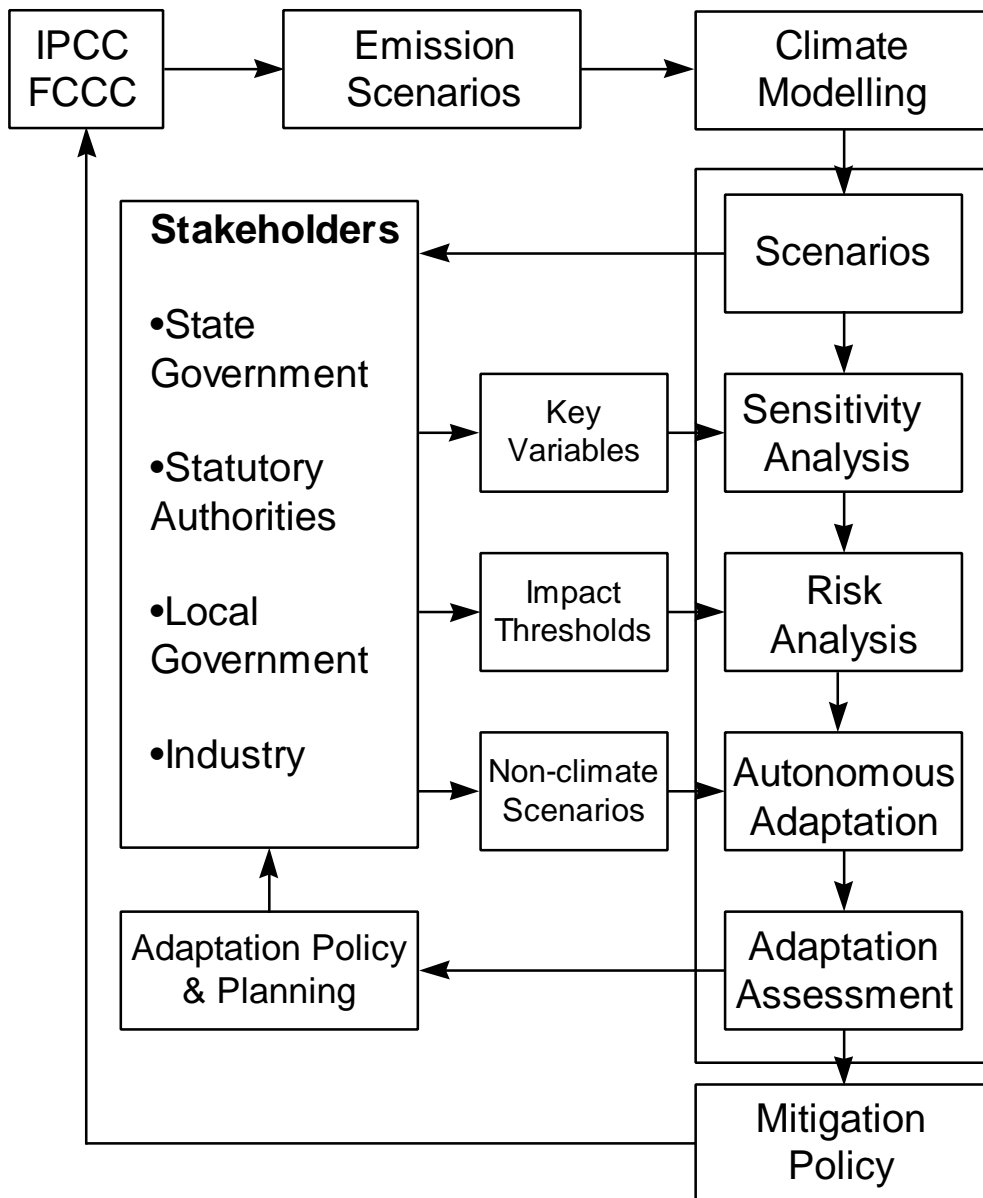 IPCC
FCCC
Emission
Scenarios
Climate
Modelling
Stakeholders
•State
Government
•Statutory
Authorities
•Local
Government
•Industry
Scenarios
Key
Variables
Sensitivity
Analysis
Impact
Thresholds
Risk
Analysis
Non-climate
Scenarios
Autonomous
Adaptation
Adaptation Policy
& Planning
Adaptation
Assessment
Mitigation
Policy